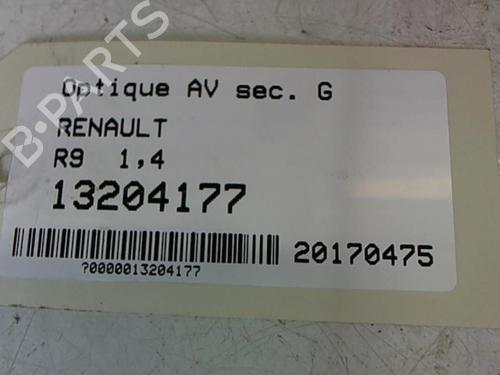 B-PARTS
Optique AV sec. G
RENAULT
R9 1,4
13204177
20170475
?0000013204177